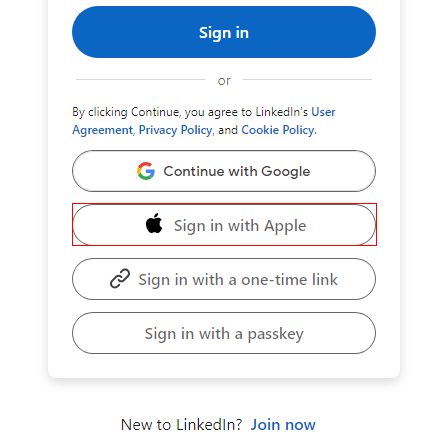 Sign in
or
By clicking Continue, you agree to LinkedIn's User
Agreement, Privacy Policy, and Cookie Policy.
Continue with Google
Sign in with Apple
Sign in with a one-time link
Sign in with a passkey
New to LinkedIn? Join now